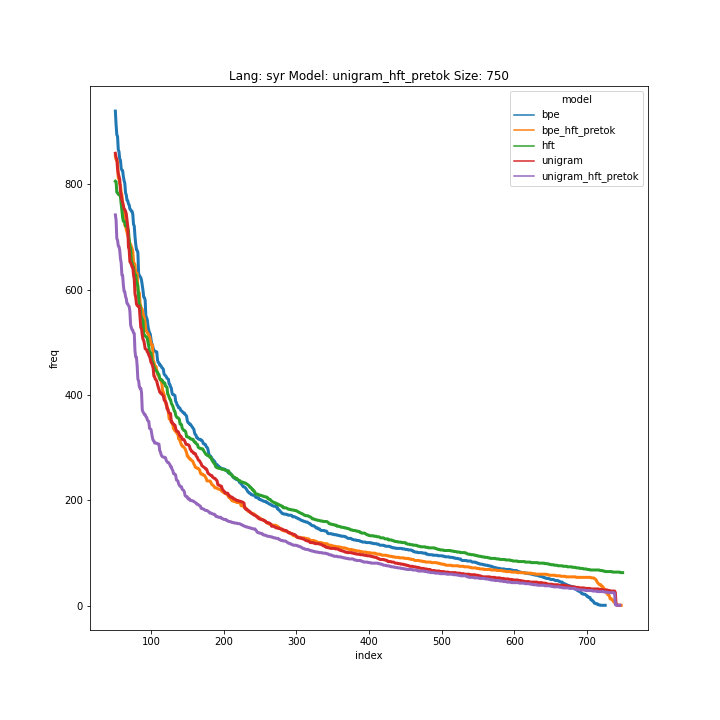 Lang: syr Model: unigram_hft_pretok Size: 750
model
bpe
bpe_hft_pretok
hft
unigram
unigram_hft_pretok
freq
800
600
400
200
0
100 200 300 400 500 600 700
index